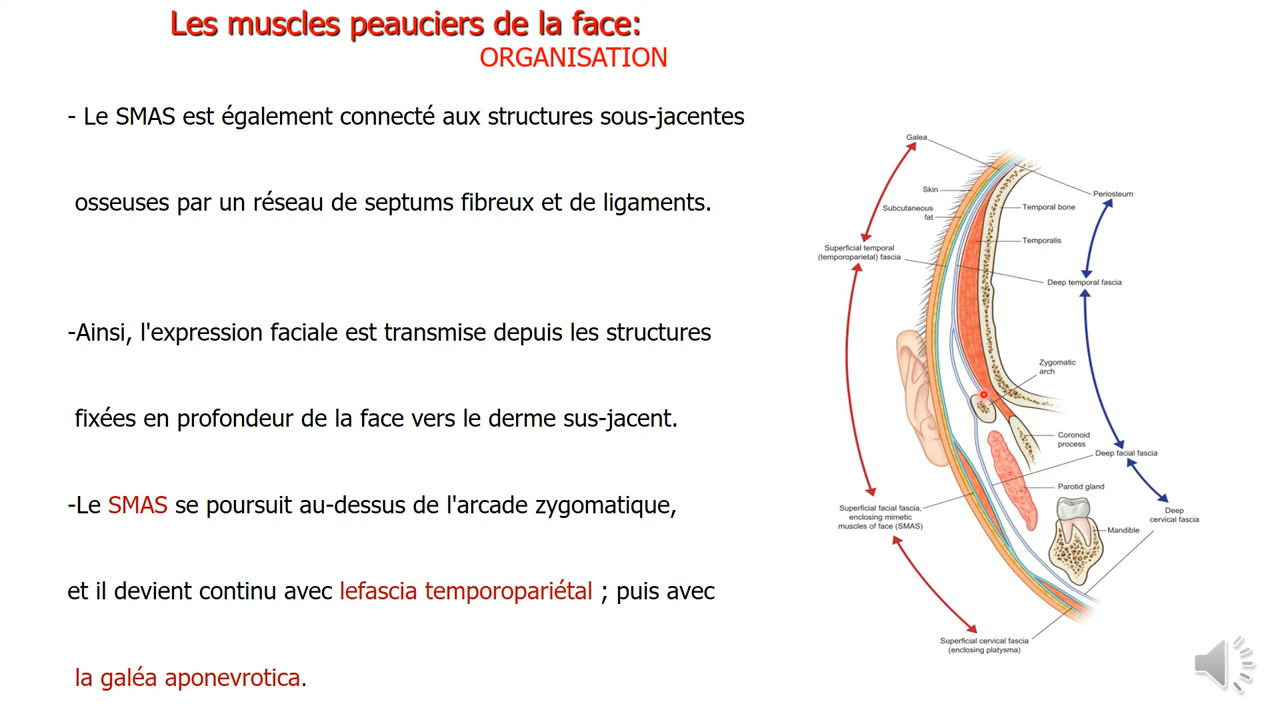 Les muscles peauciers de la face:
ORGANISATION
- Le SMAS est également connecté aux structures sous-jacentes
osseuses par un réseau de septums fibreux et de ligaments.
-Ainsi, l'expression faciale est transmise depuis les structures
fixées en profondeur de la face vers le derme sus-jacent.
-Le SMAS se poursuit au-dessus de l'arcade zygomatique,
et il devient continu avec lefascia temporopariétal ; puis avec
la galéa aponevrotica.
Galea
Skin
Subcutaneous
fat
Superficial temporal
(temporoparietal) fascia
Superficial facial fascia,
enclosing mimetic
muscles of face (SMAS)
Superficial cervical fascia
(enclosing platysma)
Periosteum
Temporal bone
Temporalis
Deep temporal fascia
Zygomatic
arch
Coronoid
process
Deep facial fascia
Parotid gland
Deep
cervical fascia
Mandible